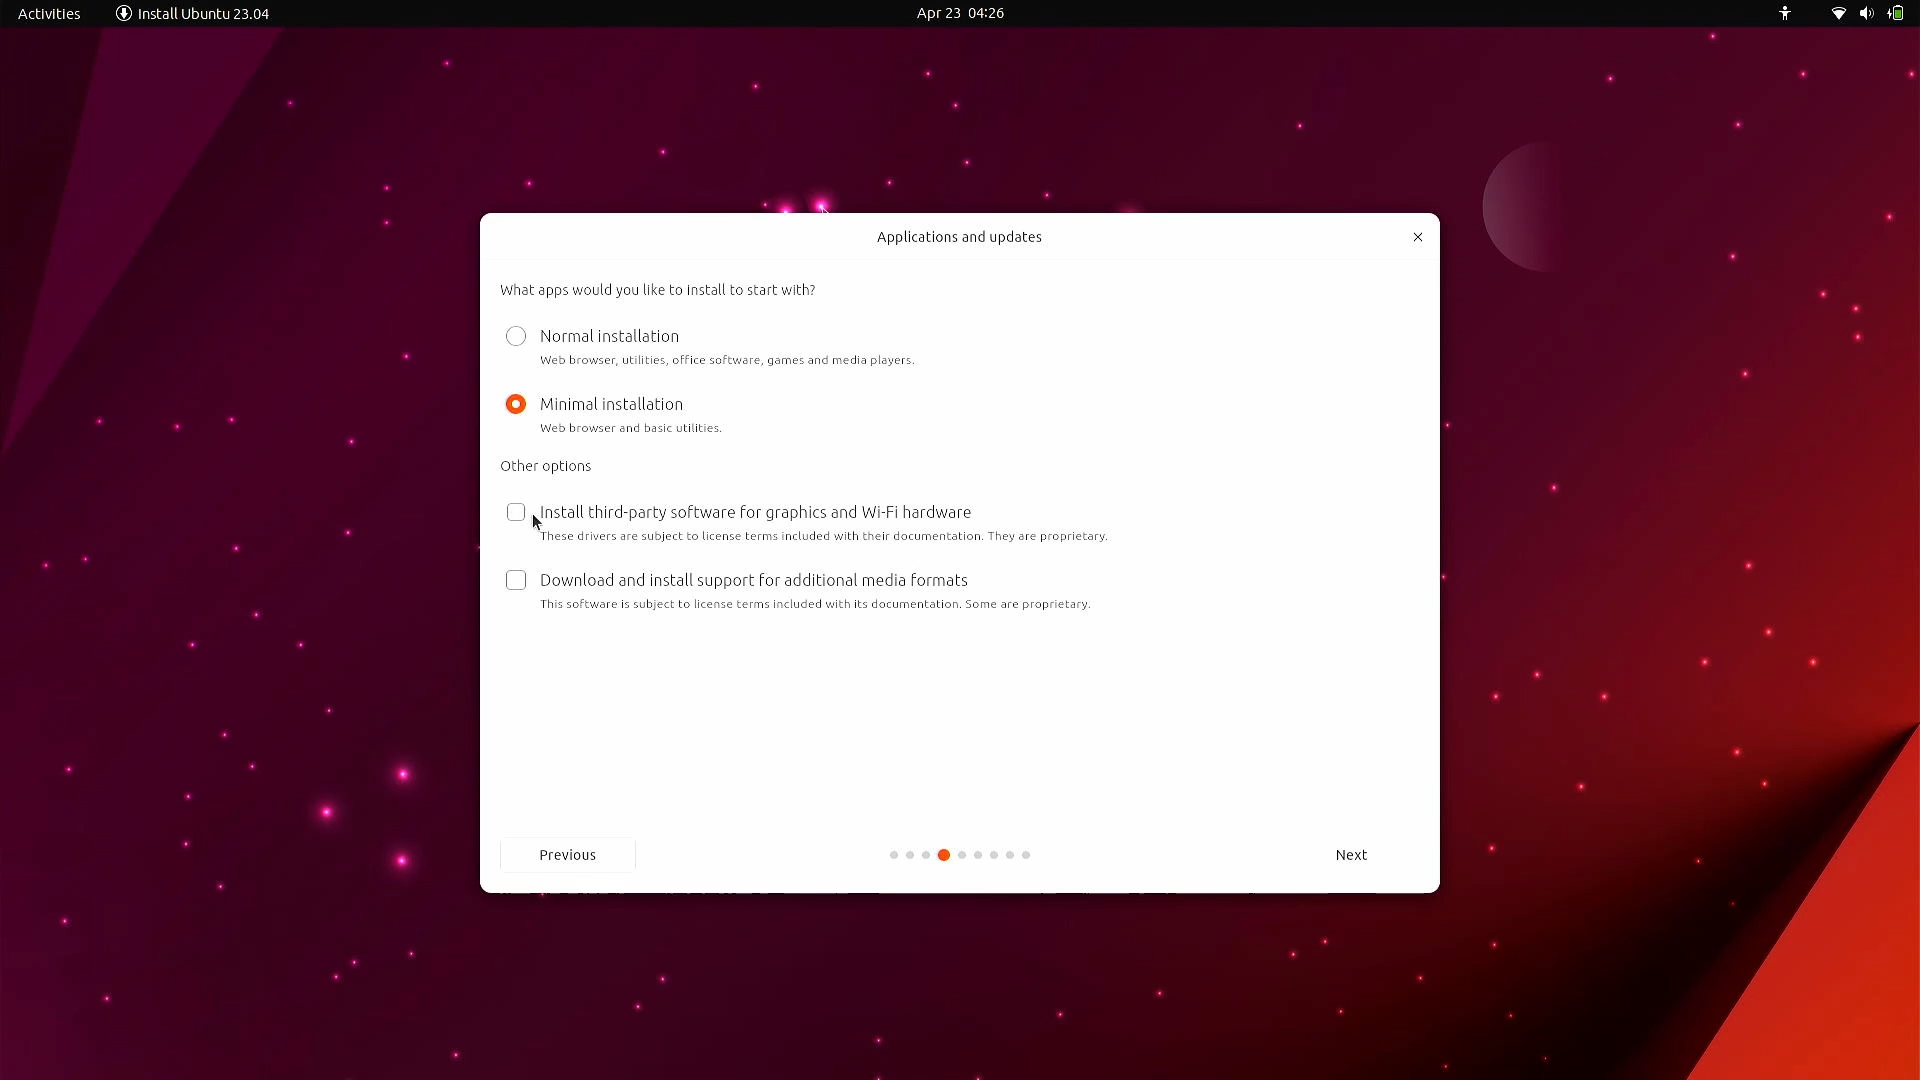 Activities
Install Ubuntu 23.04
Apr 23 04:26
Applications and updates
What apps would you like to install to start with?
Normal installation
Web browser, utilities, office software, games and media players.
Minimal installation
Web browser and basic utilities.
Other options
Install third-party software for graphics and Wi-Fi hardware
These drivers are subject to license terms included with their documentation. They are proprietary.
Download and install support for additional media formats
This software is subject to license terms included with its documentation. Some are proprietary.
Previous
Next